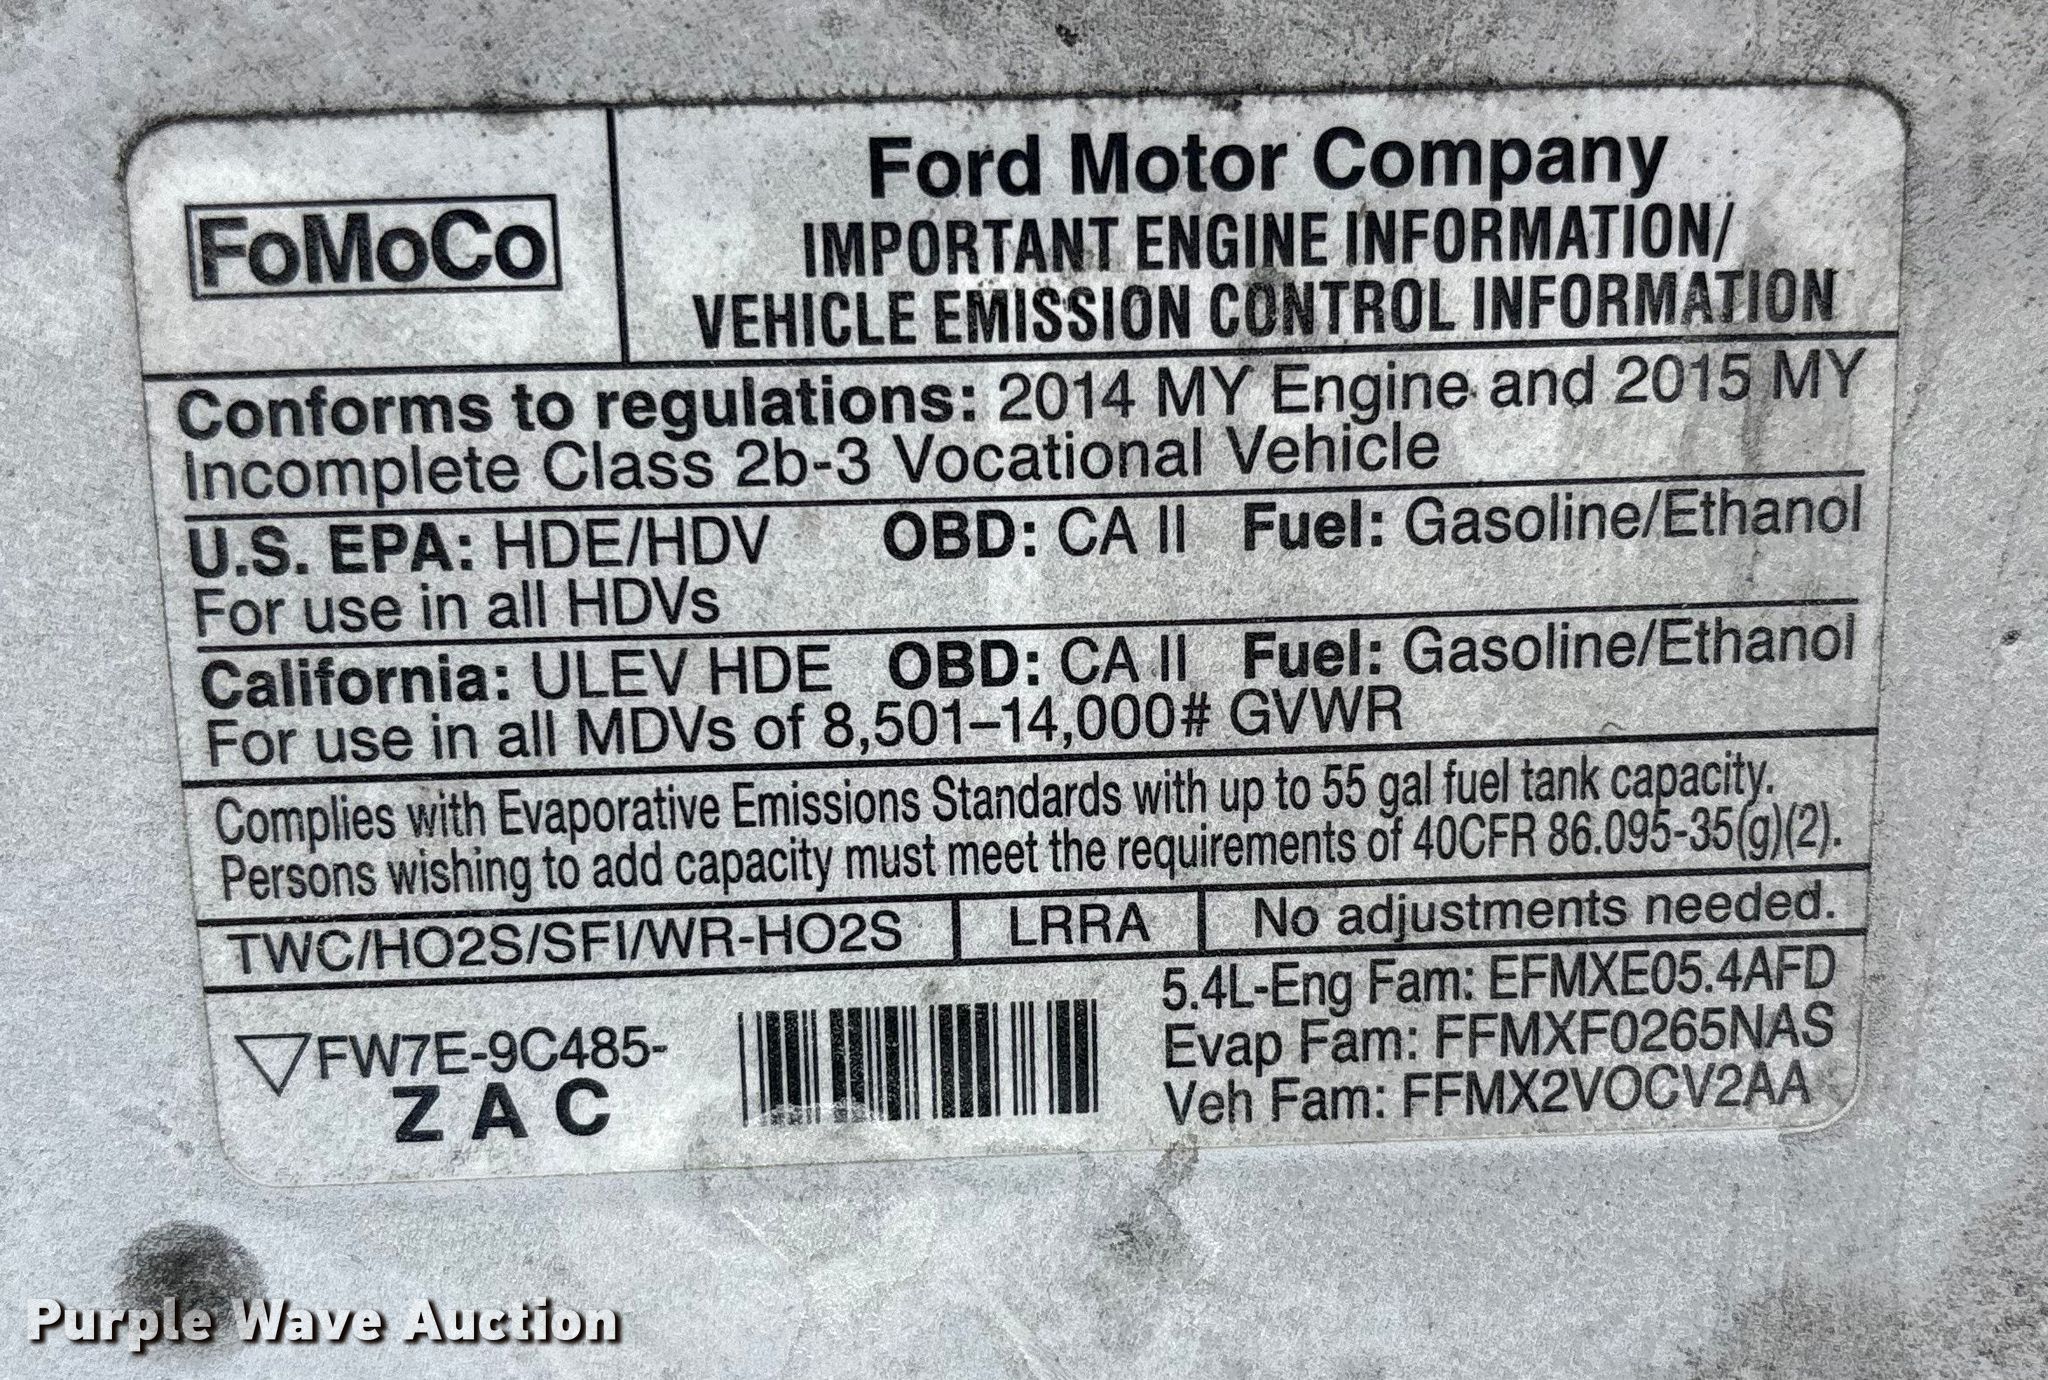 FoMoCo
Ford Motor Company
IMPORTANT ENGINE INFORMATION/
VEHICLE EMISSION CONTROL INFORMATION
Conforms to regulations: 2014 MY Engine and 2015 MY
Incomplete Class 2b-3 Vocational Vehicle
U.S. EPA: HDE/HDV OBD: CA II Fuel: Gasoline/Ethanol
For use in all HDVs
California: ULEV HDE OBD: CA II Fuel: Gasoline/Ethanol
For use in all MDVs of 8,501–14,000# GVWR
Complies with Evaporative Emissions Standards with up to 55 gal fuel tank capacity.
Persons wishing to add capacity must meet the requirements of 40CFR 86.095-35(g)(2).
TWC/HO2S/SFI/WR-HO2S LRRA No adjustments needed.
FW7E-9C485-
ZAC
5.4L-Eng Fam: EFMXE05.4AFD
Evap Fam: FFMXF0265NAS
Veh Fam: FFMX2VOCV2AA
Purple Wave Auction